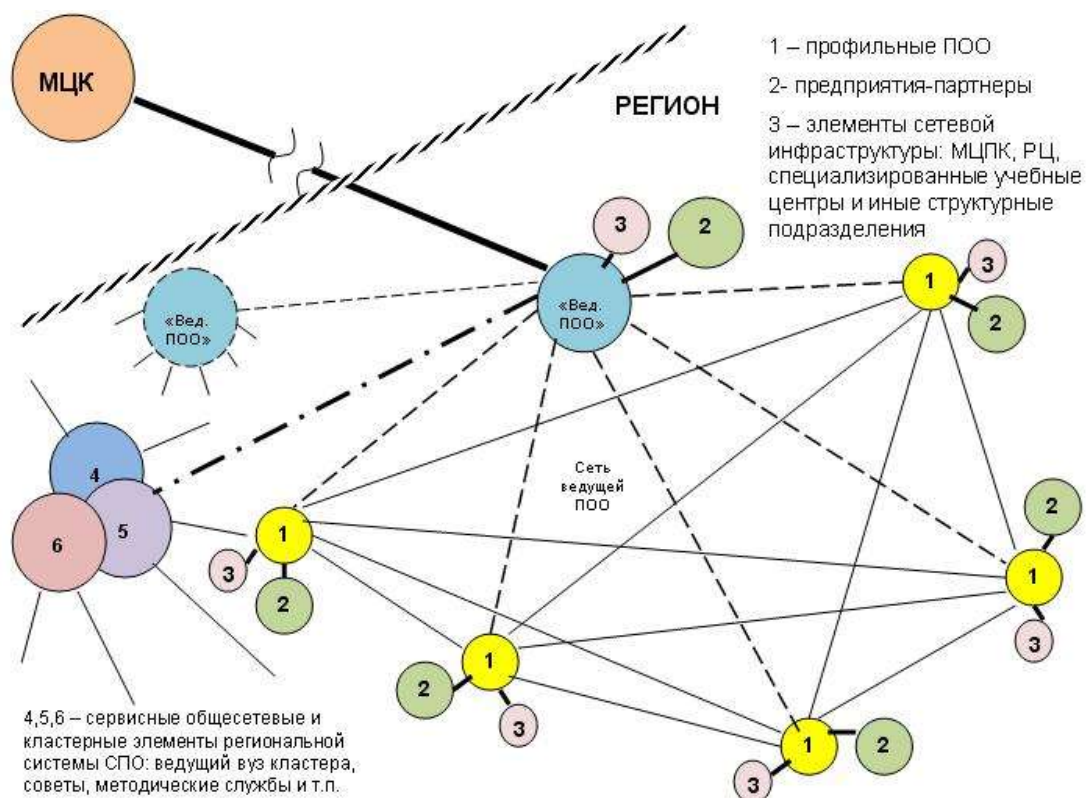 МЦК
РЕГИОН
1 – профильные ПОО
2- предприятия-партнеры
3 – элементы сетевой
инфраструктуры: МЦПК, РЦ,
специализированные учебные
центры и иные структурные
подразделения
3
2
«Вед.
ПОО»
«Вед.
ПОО»
1
3
2
4
5
6
Сеть
ведущей
ПОО
1
3
2
2
1
3
1
2
3
1
2
3
4,5,6 – сервисные общесетевые и
кластерные элементы региональной
системы СПО: ведущий вуз кластера,
советы, методические службы и т.п.